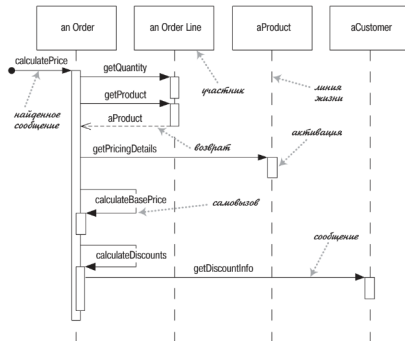 an Order
an Order Line
aProduct
aCustomer
calculatePrice
getQuantity
getProduct
участник
линия
жизни
найденное
сообщение
aProduct
возврат
активация
getPricingDetails
calculateBasePrice
самовызов
calculateDiscounts
сообщение
getDiscountInfo